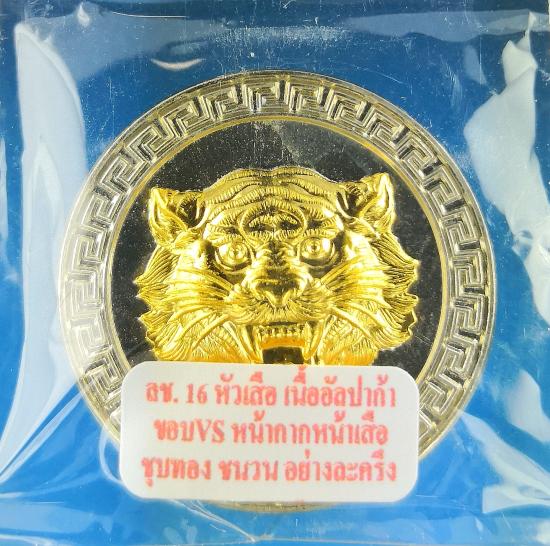 ลช. 16 หัวเสือ เนื้ออัลปาก้า
ขอบVS หน้ากากหน้าเสือ
ชุบทอง ชนวน อย่างละครึ่ง